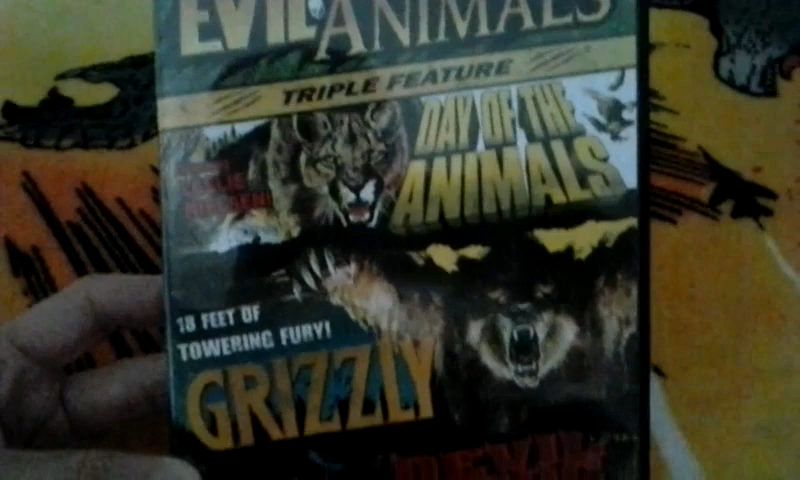 EVIL ANIMALS
TRIPLE FEATURE
DAY OF THE
ANIMALS
18 FEET OF
TOWERING FURY!
GRIZZLY